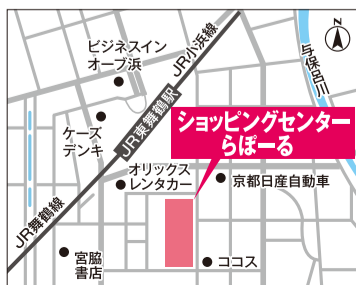 ビジネスイン
オーブ浜
JR小浜線
与保呂川
ケーズ
デンキ
JR東舞鶴駅
ショッピングセンター
らぽーる
オリックス
レンタカー
京都日産自動車
JR舞鶴線
宮脇
書店
ココス